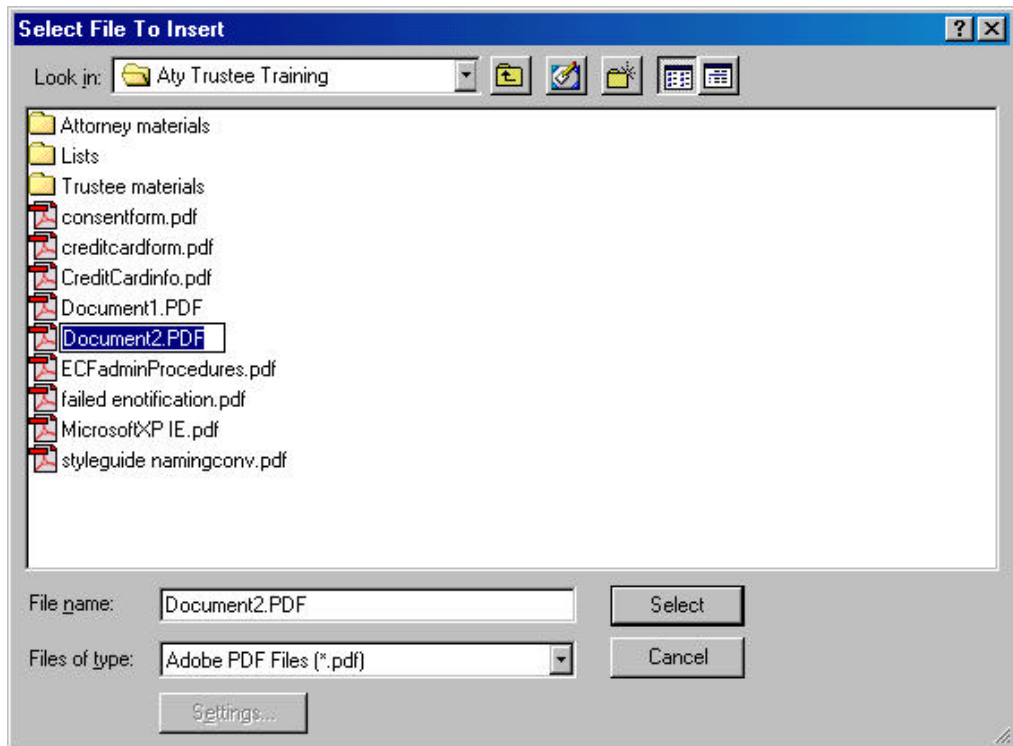 Select File To Insert
Look in: Aty Trustee Training
Attorney materials
Lists
Trustee materials
consentform.pdf
creditcardform.pdf
CreditCardinfo.pdf
Document1.PDF
Document2.PDF
ECFadminProcedures.pdf
failed enotification.pdf
MicrosoftXP IE.pdf
styleguide namingconv.pdf
File name: Document2.PDF Select
Files of type: Adobe PDF Files (*.pdf) Cancel
Settings...